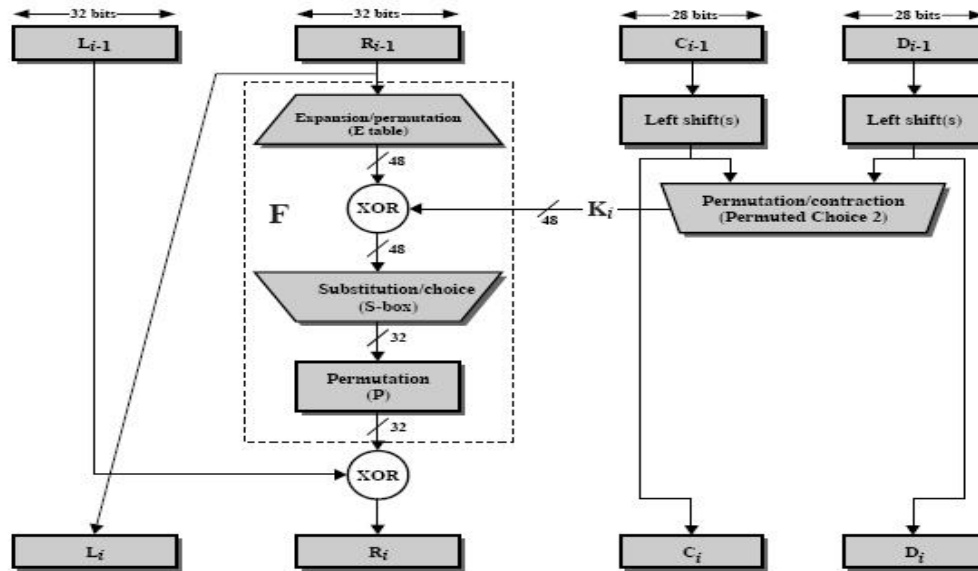 32 bits
32 bits
28 bits
28 bits
Li-1
Ri-1
Ci-1
Di-1
Expansion/permutation
(E table)
Left shift(s)
Left shift(s)
48
F
XOR
48
Ki
Permutation/contraction
(Permuted Choice 2)
48
Substitution/choice
(S-box)
32
Permutation
(P)
32
XOR
Li
Ri
Ci
Di